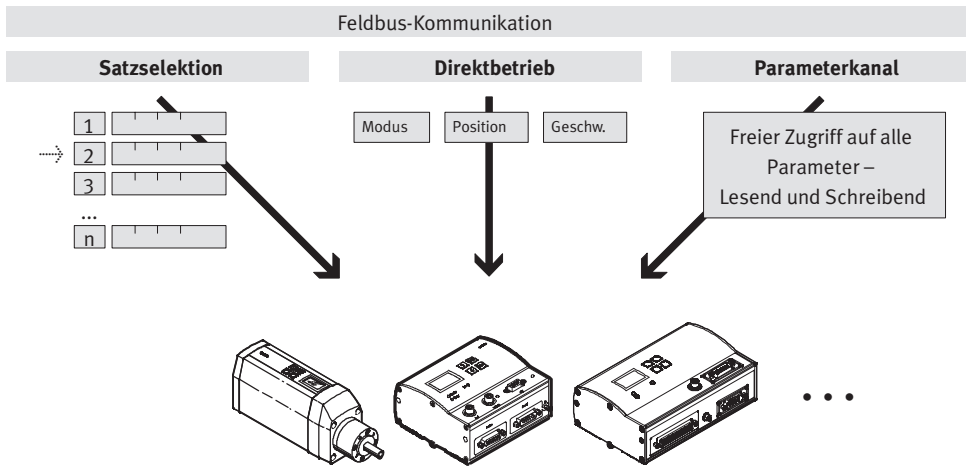 Feldbus-Kommunikation
Satzselektion
Direktbetrieb
Parameterkanal
1
2
3
...
n
Modus
Position
Geschw.
Freier Zugriff auf alle
Parameter –
Lesend und Schreibend
• • •